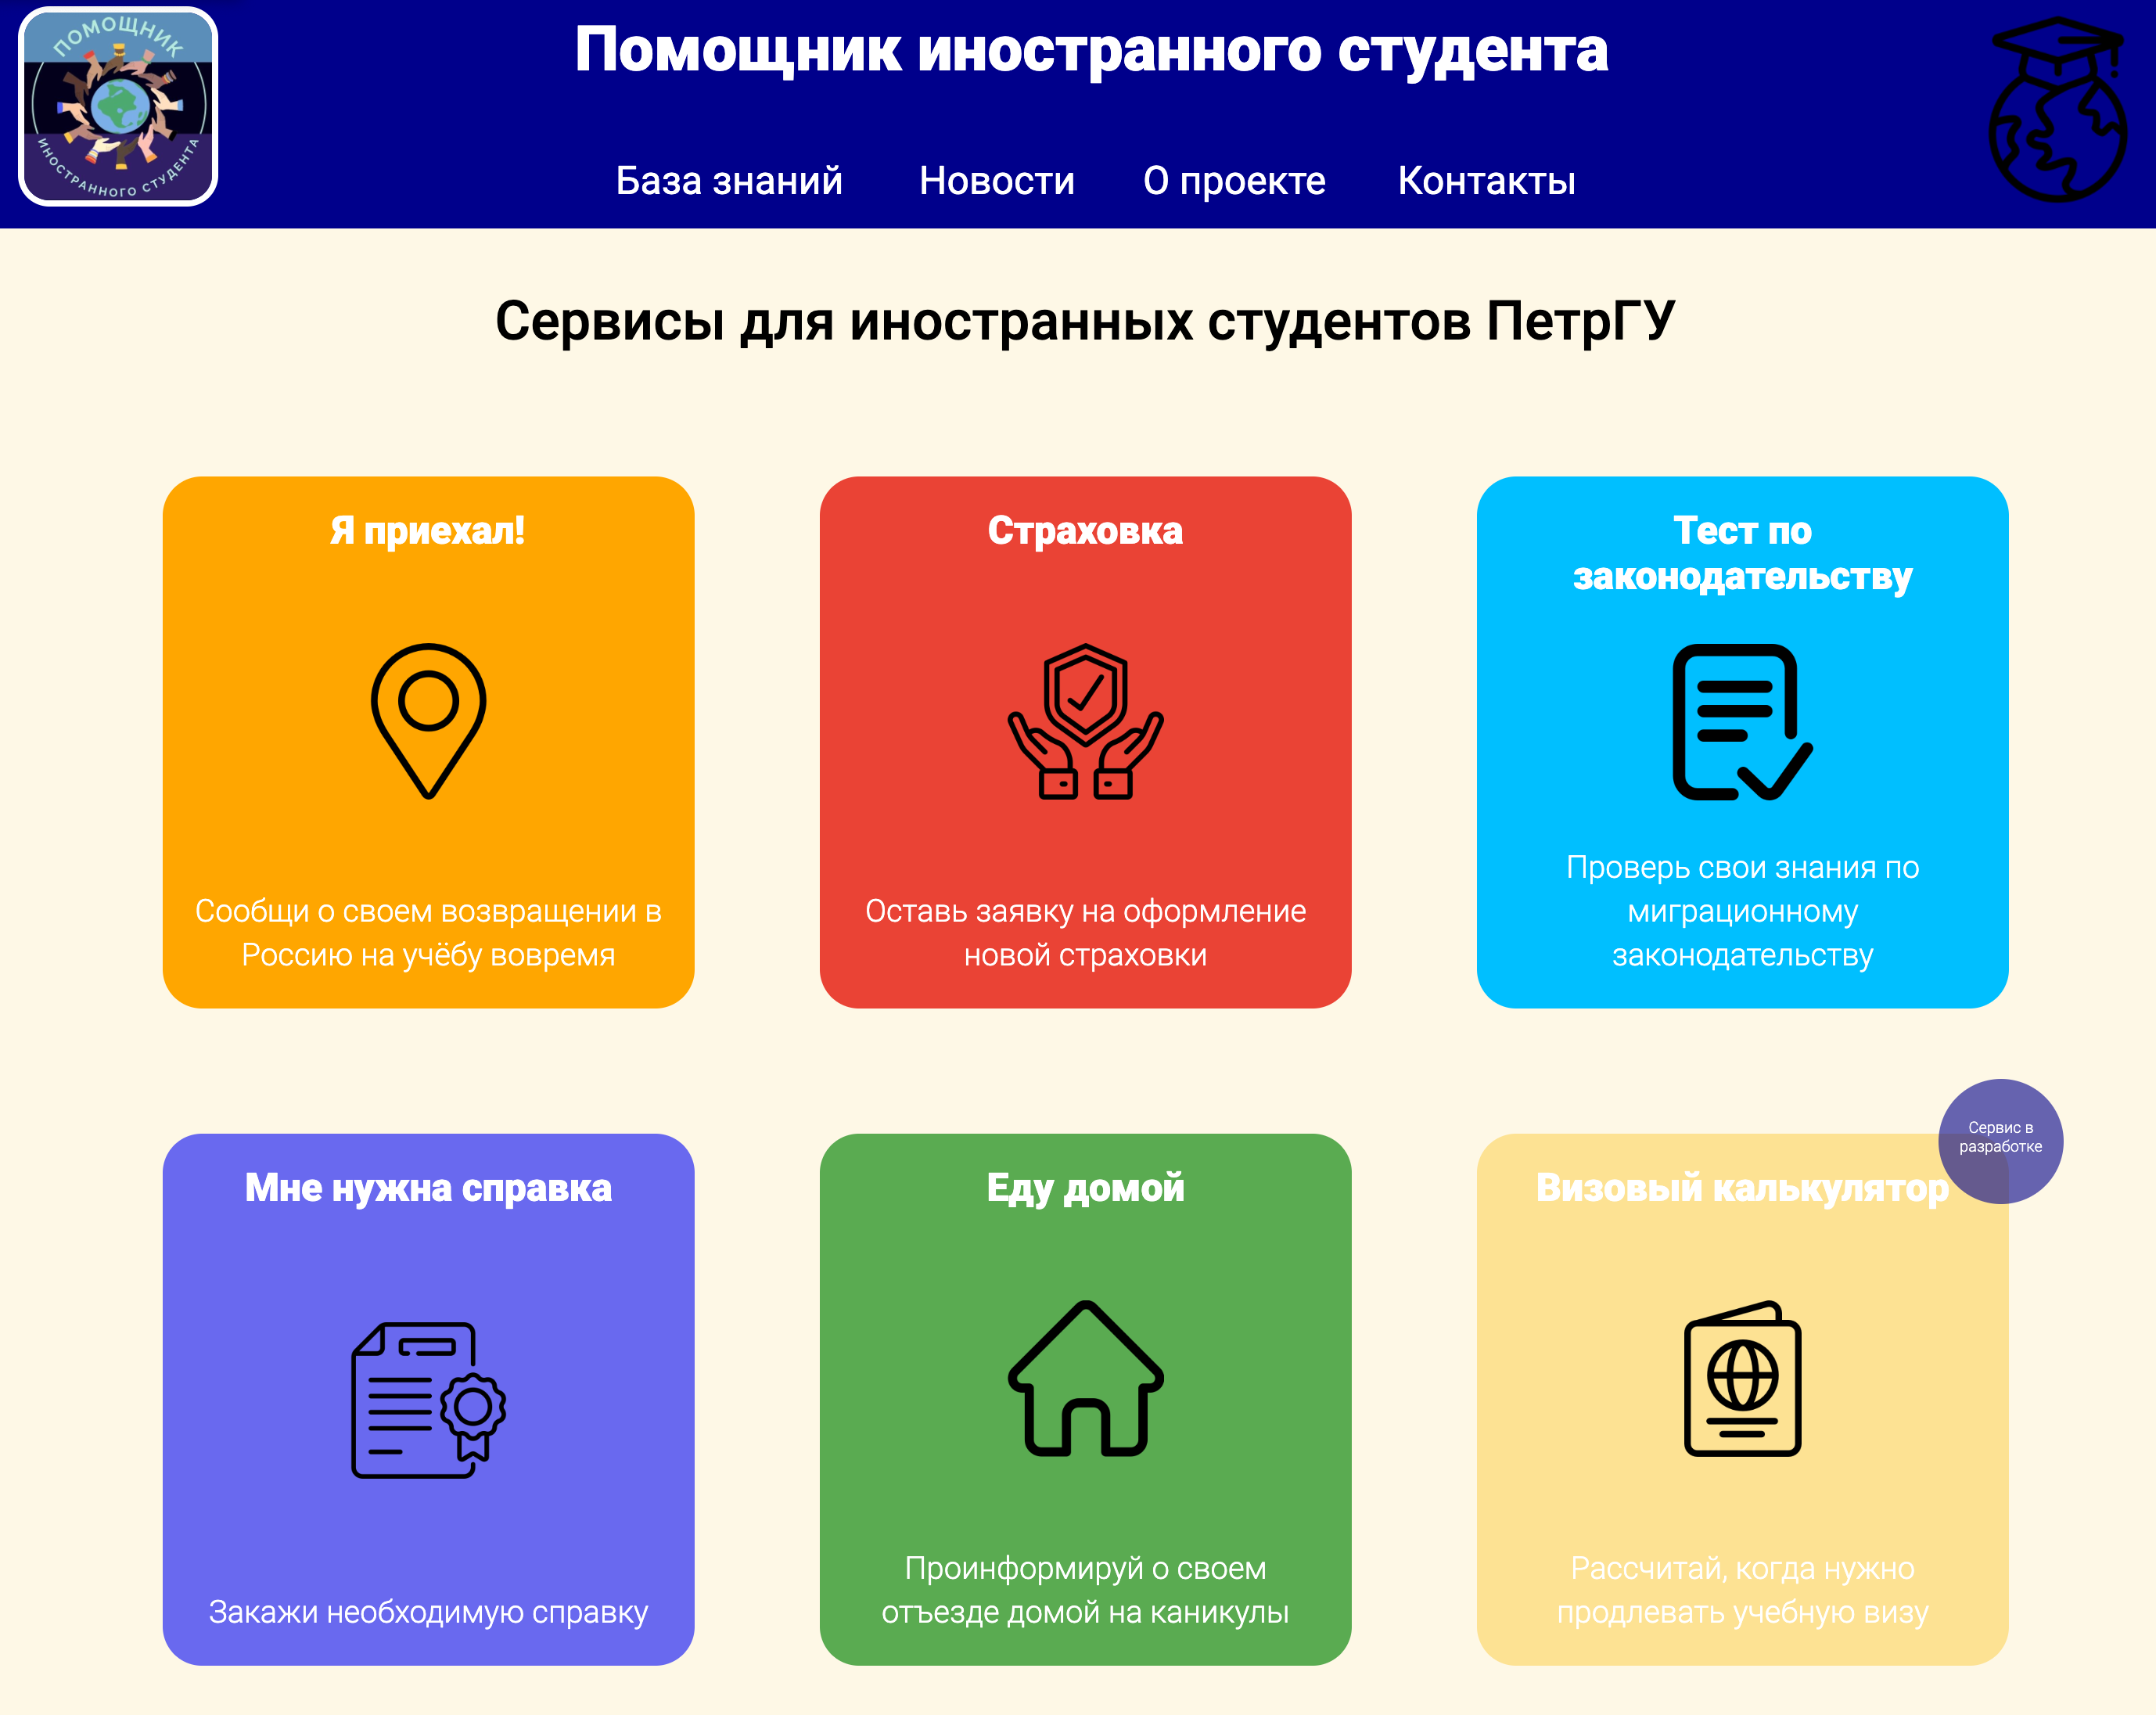 ПОМОЩНИК
ИНОСТРАННОГО СТУДЕНТА
Помощник иностранного студента
База знаний Новости О проекте Контакты
Сервисы для иностранных студентов ПетрГУ
Я приехал!
Сообщи о своем возвращении в
Россию на учёбу вовремя
Страховка
Оставь заявку на оформление
новой страховки
Тест по
законодательству
Проверь свои знания по
миграционному
законодательству
Мне нужна справка
Закажи необходимую справку
Еду домой
Проинформируй о своем
отъезде домой на каникулы
Сервис в
разработке
Визовый калькулятор
Рассчитай, когда нужно
продлевать учебную визу